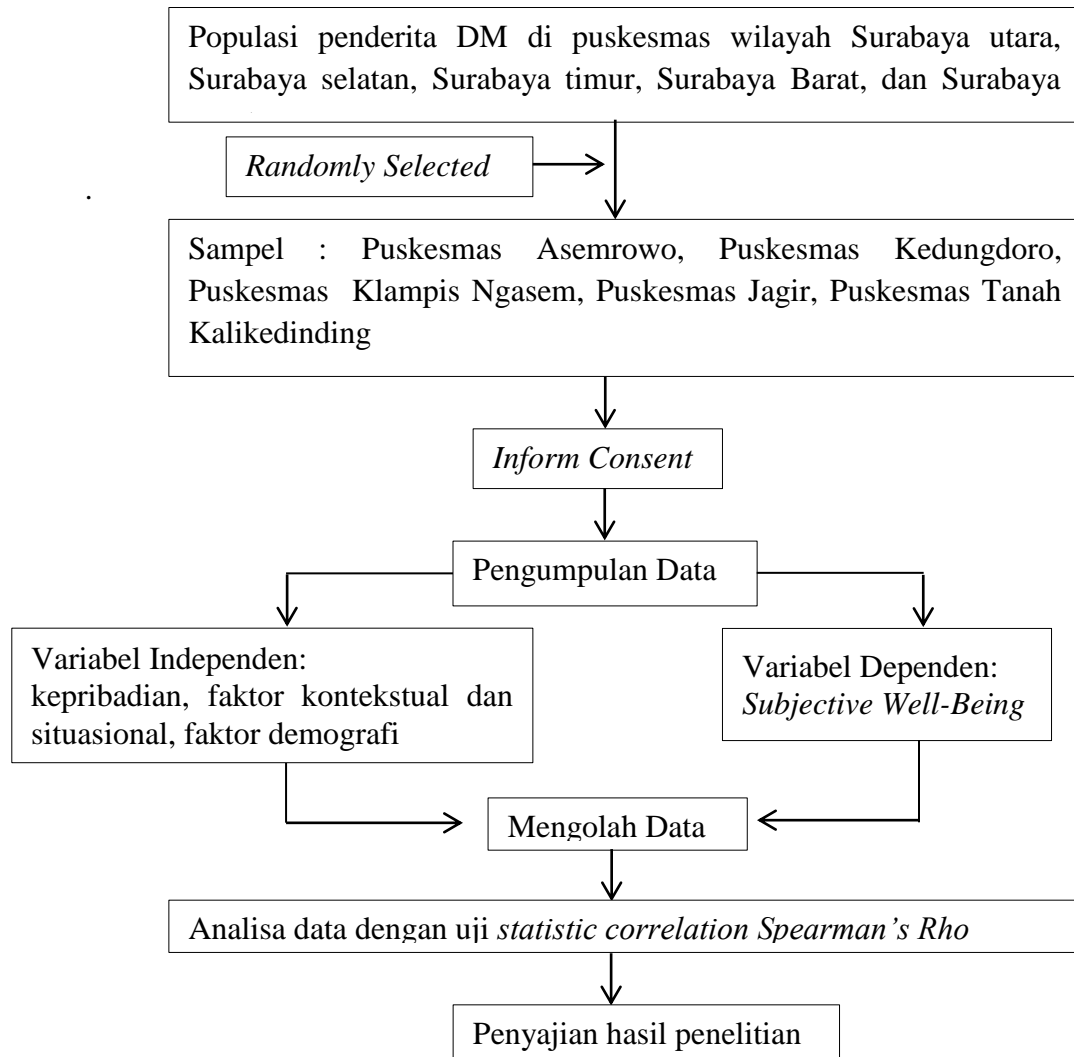 Populasi penderita DM di puskesmas wilayah Surabaya utara,
Surabaya selatan, Surabaya timur, Surabaya Barat, dan Surabaya
Randomly Selected
.
Sampel : Puskesmas Asemrowo, Puskesmas Kedungdoro,
Puskesmas Klampis Ngasem, Puskesmas Jagir, Puskesmas Tanah
Kalikedinding
Inform Consent
Pengumpulan Data
Variabel Independen:
kepribadian, faktor kontekstual dan
situasional, faktor demografi
Variabel Dependen:
Subjective Well-Being
Mengolah Data
Analisa data dengan uji statistic correlation Spearman's Rho
Penyajian hasil penelitian